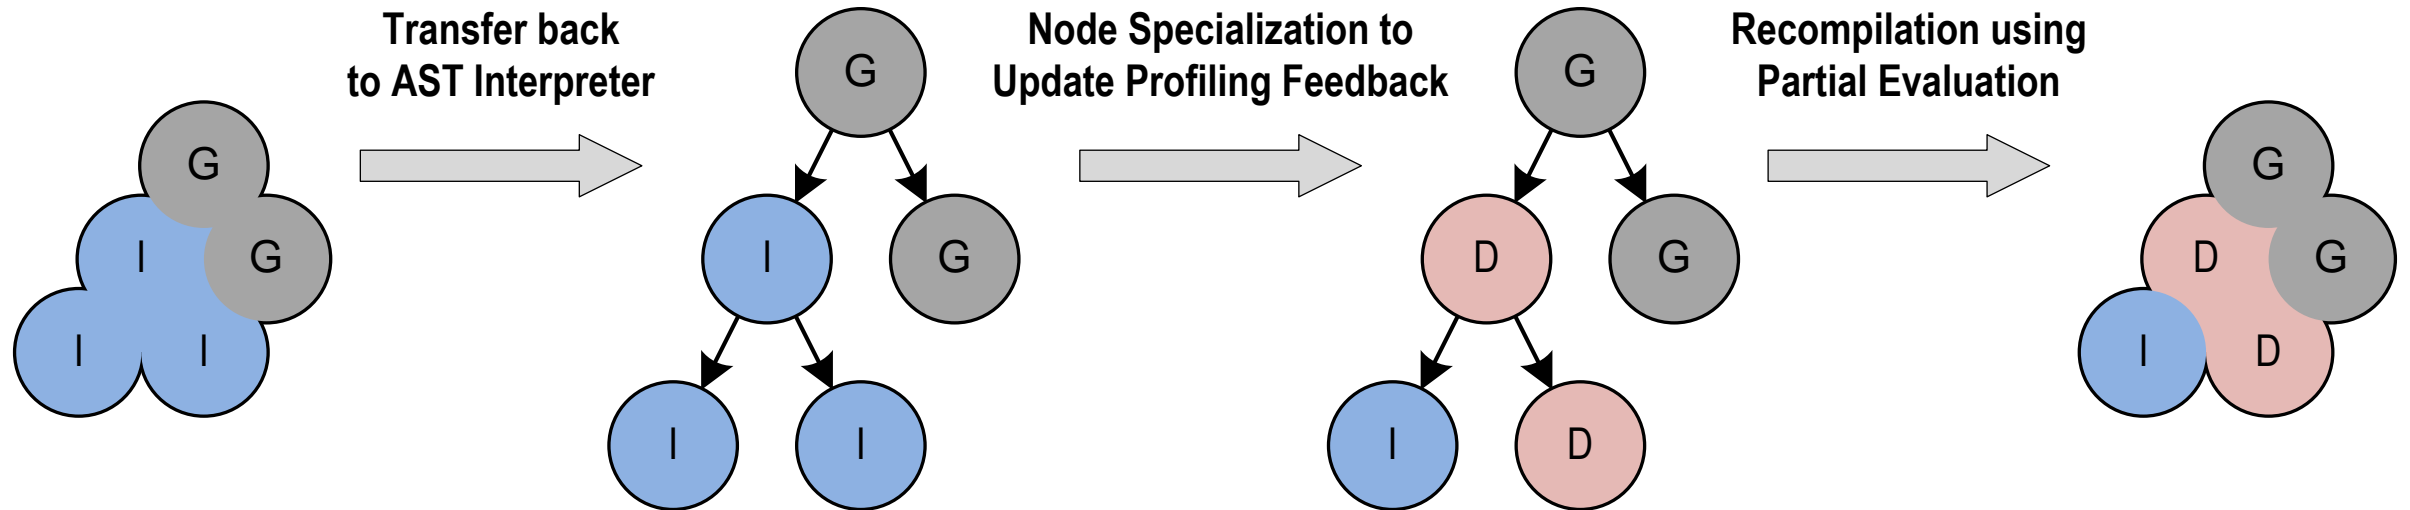 Transfer back
to AST Interpreter
Node Specialization to
Update Profiling Feedback
Recompilation using
Partial Evaluation
G
I
G
I
I
G
I
G
I
I
G
D
G
I
D
G
D
G
I
D